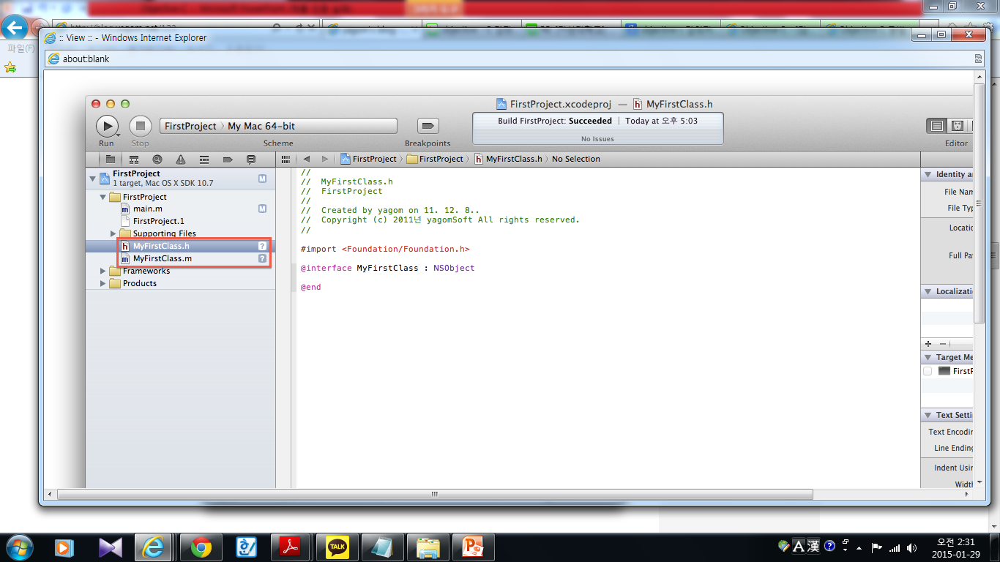 :: View :: - Windows Internet Explorer
파일(F)
about:blank
FirstProject.xcodeproj — MyFirstClass.h
FirstProject 〉 My Mac 64-bit
Build FirstProject: Succeeded | Today at 오후 5:03
No Issues
Run
Stop
Scheme
Breakpoints
Editor
FirstProject 〉 FirstProject 〉 MyFirstClass.h 〉 No Selection
FirstProject
1 target, Mac OS X SDK 10.7
M
FirstProject
main.m
M
FirstProject.1
Supporting Files
MyFirstClass.h
?
MyFirstClass.m
?
Frameworks
Products
//
// MyFirstClass.h
// FirstProject
//
// Created by yagom on 11. 12. 8..
// Copyright (c) 2011년 yagomSoft All rights reserved.
//
#import <Foundation/Foundation.h>
@interface MyFirstClass : NSObject
@end
Identity a
File Nam
File Typ
Locatio
Full Pa
Localizati
Target Me
FirstP
Text Setti
Text Encodin
Line Ending
Indent Usin
Width
TALK
A 漢
오전 2:31
2015-01-29